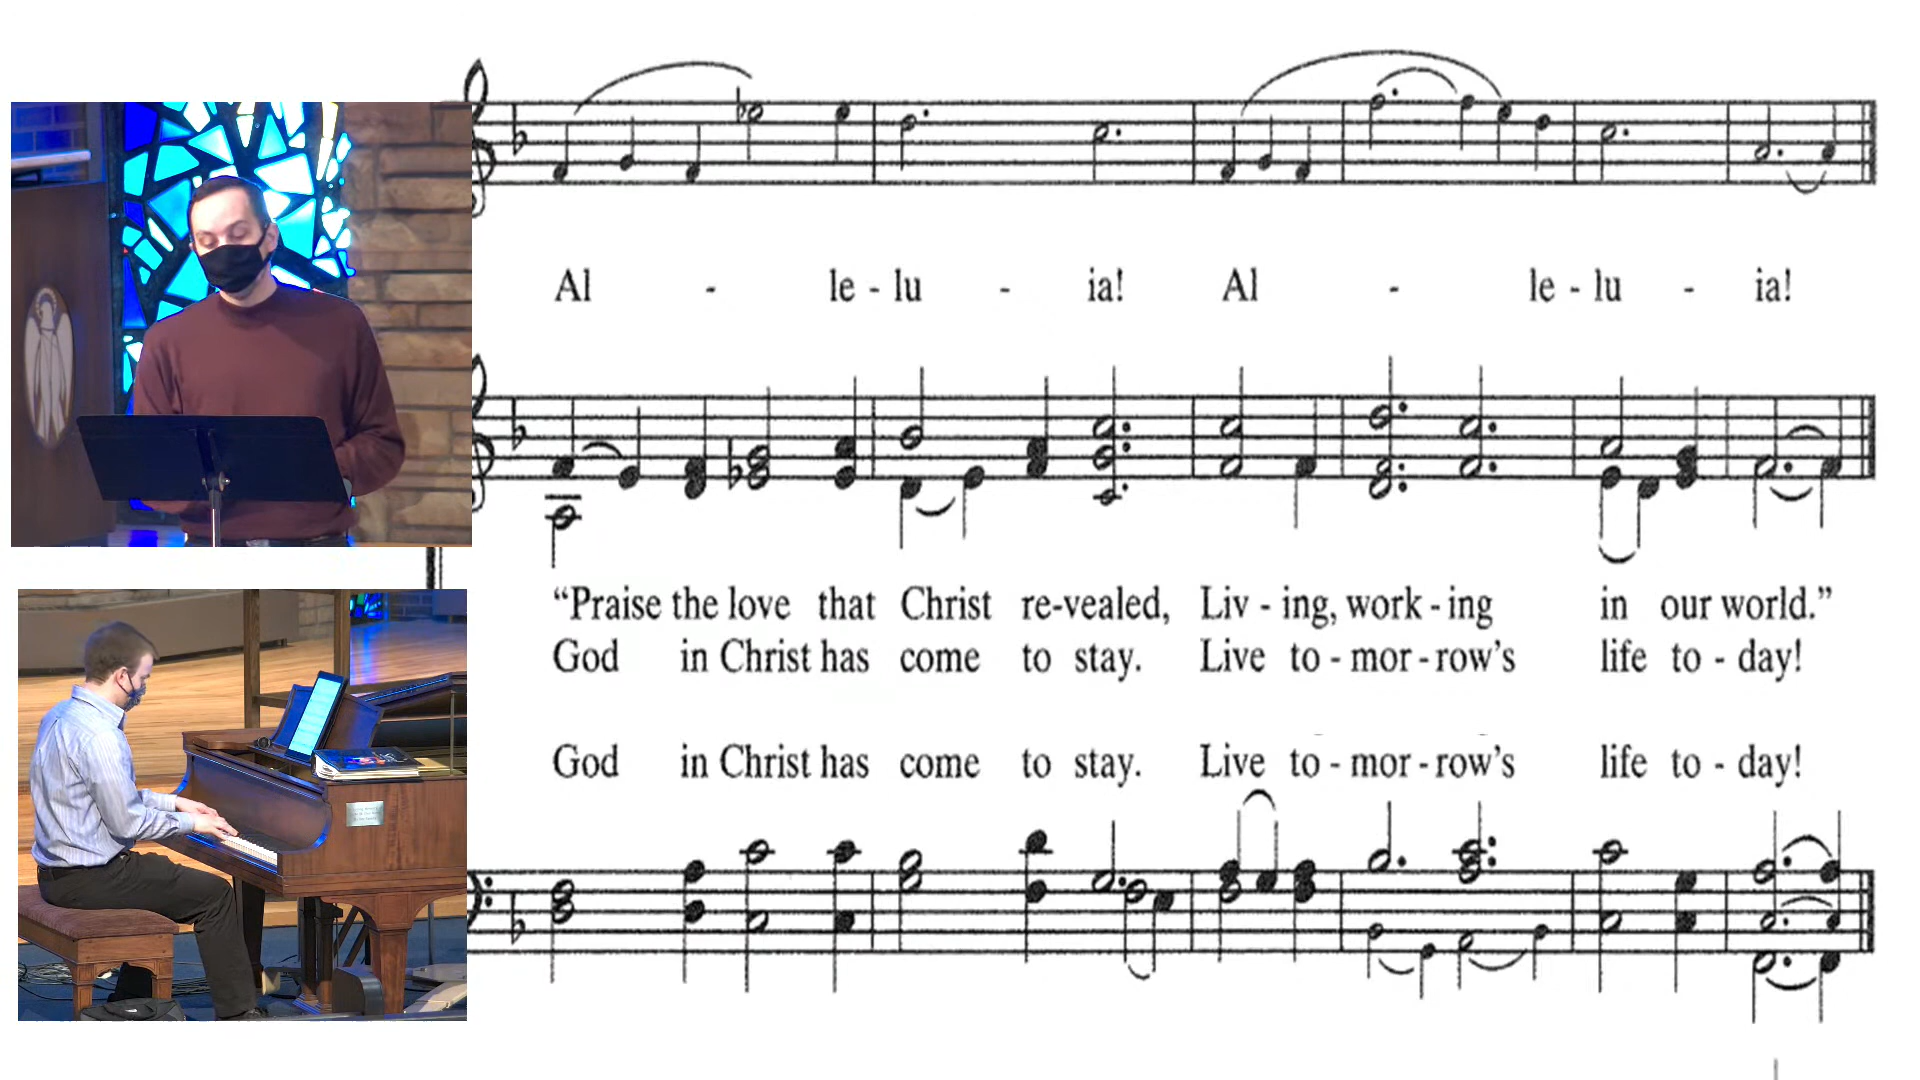 Al - le - lu - ia! Al - le - lu - ia!
“Praise the love that Christ re-vealed, Liv - ing, work - ing in our world.”
God in Christ has come to stay. Live to - mor - row’s life to - day!
God in Christ has come to stay. Live to - mor - row’s life to - day!